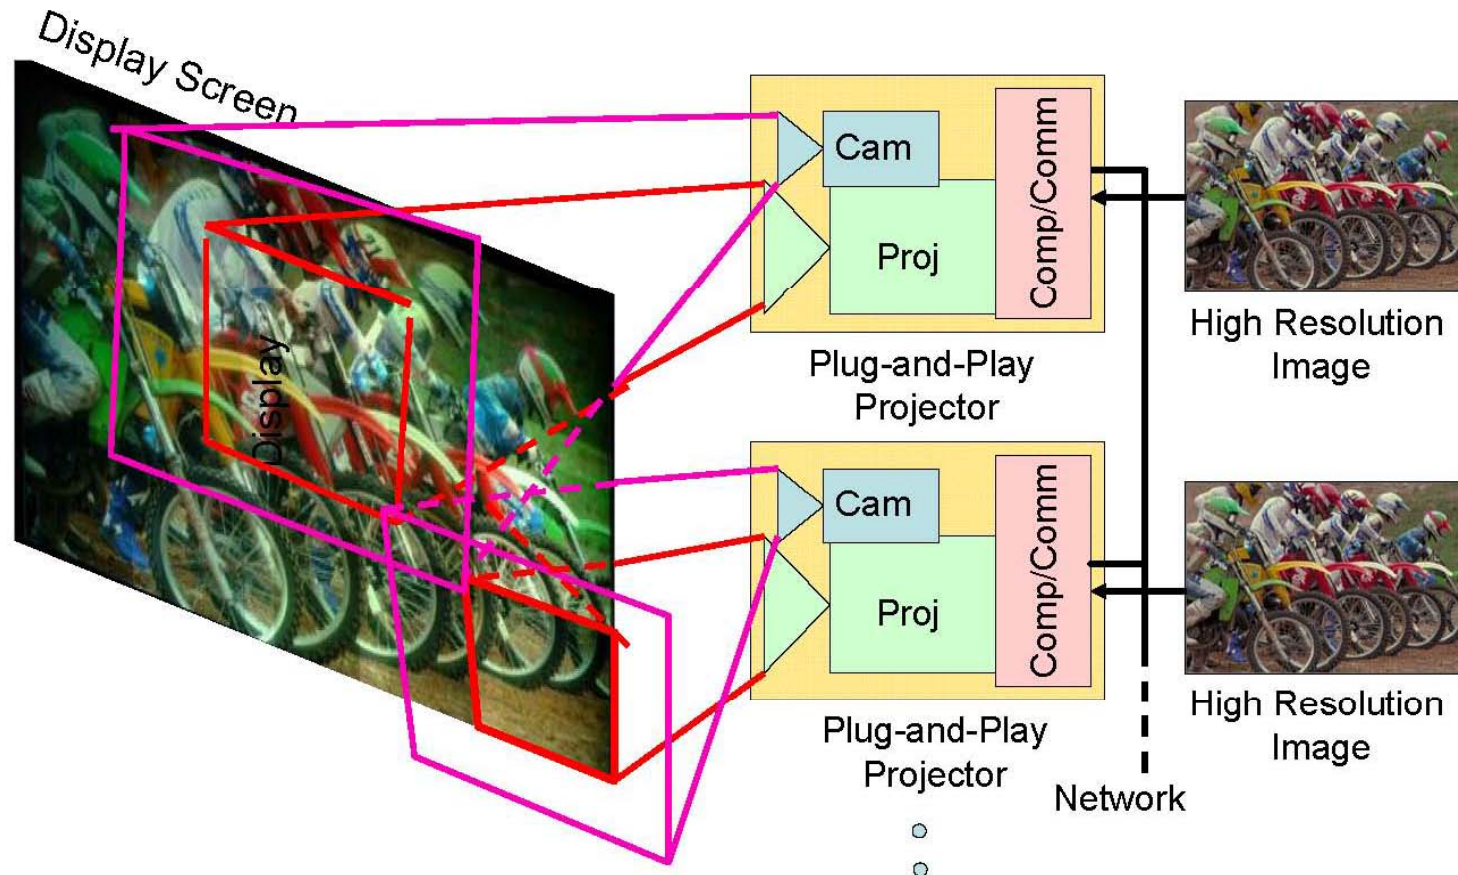 Display Screen
Display
Cam
Proj
Comp/Comm
Plug-and-Play
Projector
High Resolution
Image
Cam
Proj
Comp/Comm
Plug-and-Play
Projector
High Resolution
Image
Network